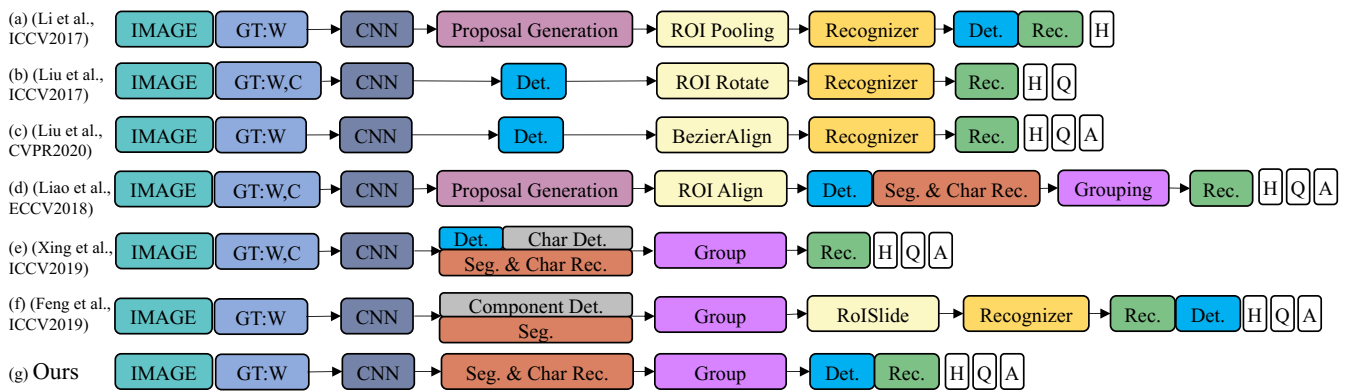 (a) (Li et al., ICCV2017) IMAGE GT:W CNN Proposal Generation ROI Pooling Recognizer Det. Rec. H
(b) (Liu et al., ICCV2017) IMAGE GT:W,C CNN Det. ROI Rotate Recognizer Rec. H Q
(c) (Liu et al., CVPR2020) IMAGE GT:W CNN Det. BezierAlign Recognizer Rec. H Q A
(d) (Liao et al., ECCV2018) IMAGE GT:W,C CNN Proposal Generation ROI Align Det. Seg. & Char Rec. Grouping Rec. H Q A
(e) (Xing et al., ICCV2019) IMAGE GT:W,C CNN Det. Char Det. Seg. & Char Rec. Group Rec. H Q A
(f) (Feng et al., ICCV2019) IMAGE GT:W CNN Component Det. Seg. Group RoISlide Recognizer Rec. Det. H Q A
(g) Ours IMAGE GT:W CNN Seg. & Char Rec. Group Det. Rec. H Q A